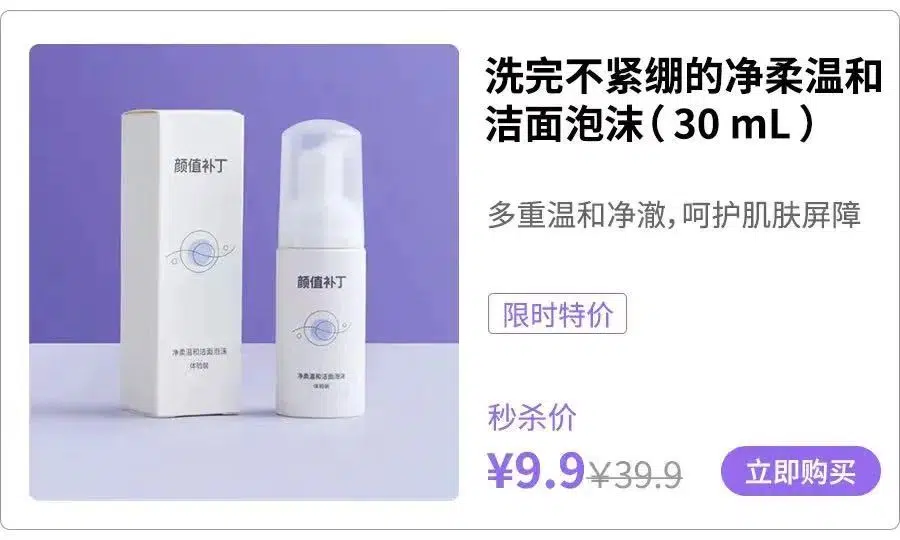 洗完不紧绷的净柔温和
洁面泡沫（30 mL）
多重温和净澈，呵护肌肤屏障
限时特价
秒杀价
¥9.9 ¥39.9
立即购买
颜值补丁
净柔温和洁面泡沫
体验装
颜值补丁
净柔温和洁面泡沫
体验装